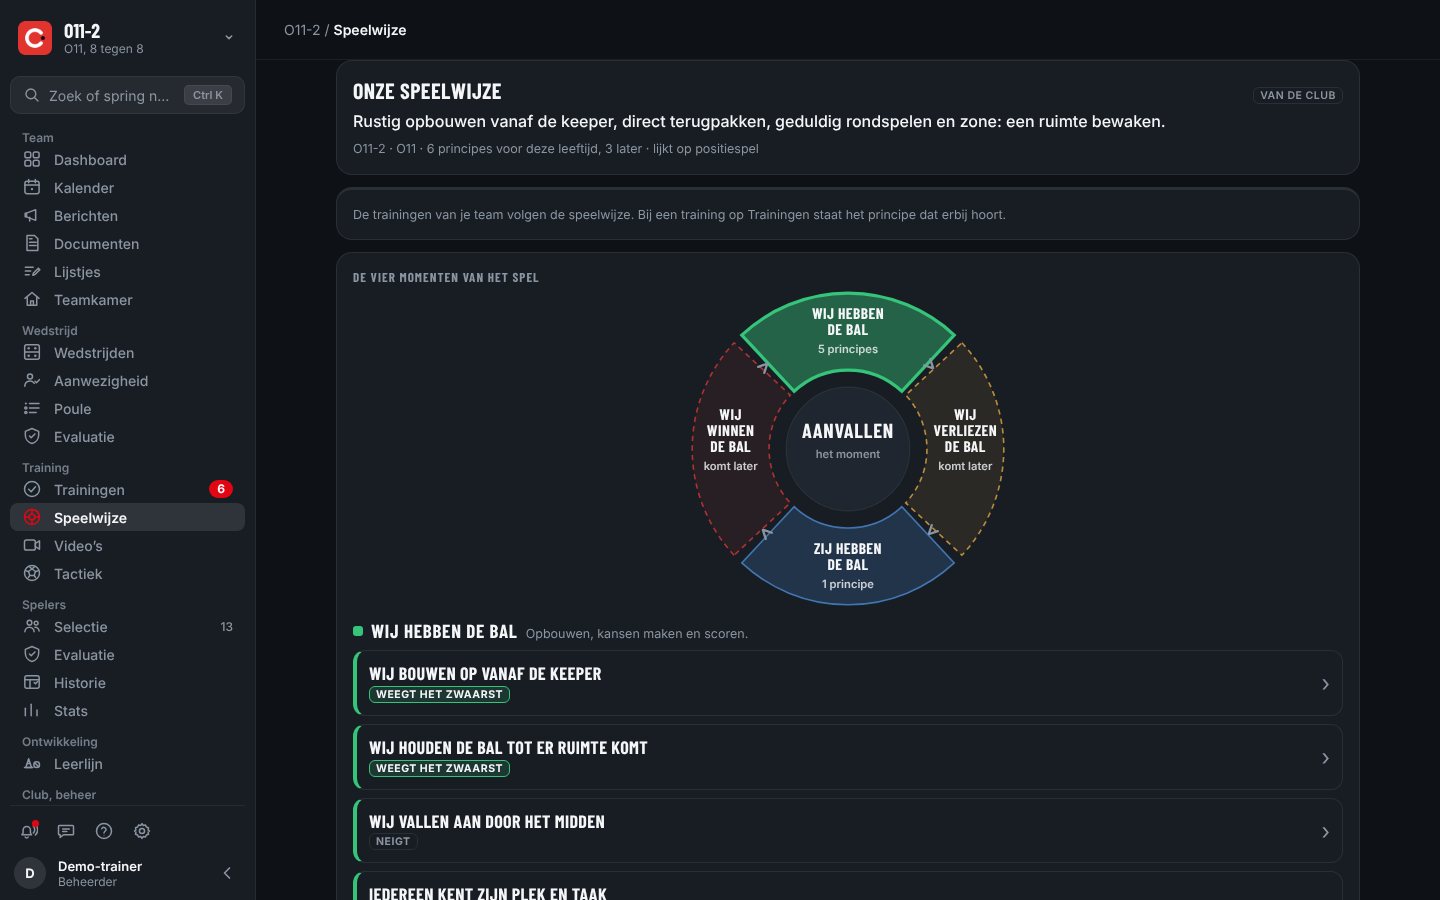 O11-2
O11, 8 tegen 8
Zoek of spring n...
Ctrl K
Team
Dashboard
Kalender
Berichten
Documenten
Lijstjes
Teamkamer
Wedstrijd
Wedstrijden
Aanwezigheid
Poule
Evaluatie
Training
Trainingen
6
Speelwijze
Video's
Tactiek
Spelers
Selectie
13
Evaluatie
Historie
Stats
Ontwikkeling
Leerlijn
Club, beheer
D
Demo-trainer
Beheerder
O11-2 / Speelwijze
ONZE SPEELWIJZE
VAN DE CLUB
Rustig opbouwen vanaf de keeper, direct terugpakken, geduldig rondspelen en zone: een ruimte bewaken.
O11-2 · O11 · 6 principes voor deze leeftijd, 3 later · lijkt op positiespel
De trainingen van je team volgen de speelwijze. Bij een training op Trainingen staat het principe dat erbij hoort.
DE VIER MOMENTEN VAN HET SPEL
WIJ HEBBEN
DE BAL
5 principes
WIJ
WINNEN
DE BAL
komt later
AANVALLEN
het moment
WIJ
VERLIEZEN
DE BAL
komt later
ZIJ HEBBEN
DE BAL
1 principe
WIJ HEBBEN DE BAL Opbouwen, kansen maken en scoren.
WIJ BOUWEN OP VANAF DE KEEPER
WEEGT HET ZWAARST
WIJ HOUDEN DE BAL TOT ER RUIMTE KOMT
WEEGT HET ZWAARST
WIJ VALLEN AAN DOOR HET MIDDEN
NEIGT
IEDEREEN KENT ZIJN PLEK EN TAAK